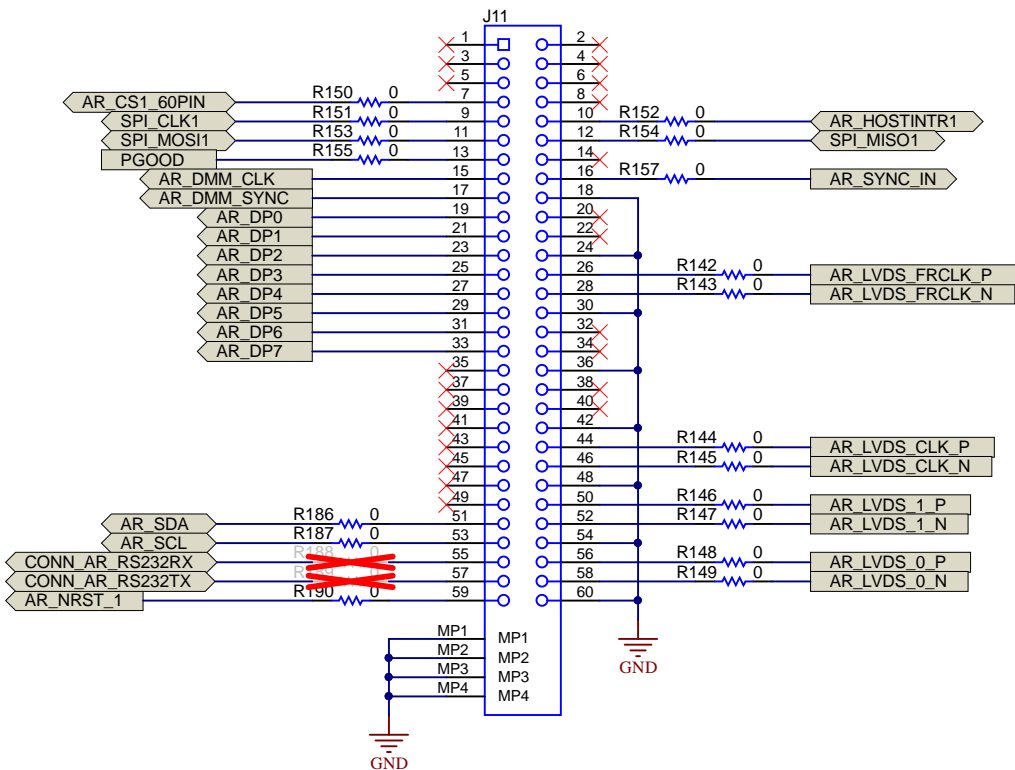 J11
1 2
3 4
5 6
AR_CS1_60PIN R150 0 7 8
SPI_CLK1 R151 0 9 10 R152 0 AR_HOSTINTR1
SPI_MOSI1 R153 0 11 12 R154 0 SPI_MISO1
PGOOD R155 0 13 14
AR_DMM_CLK 15 16 R157 0 AR_SYNC_IN
AR_DMM_SYNC 17 18
AR_DP0 19 20
AR_DP1 21 22
AR_DP2 23 24
AR_DP3 25 26 R142 0 AR_LVDS_FRCLK_P
AR_DP4 27 28 R143 0 AR_LVDS_FRCLK_N
AR_DP5 29 30
AR_DP6 31 32
AR_DP7 33 34
35 36
37 38
39 40
41 42
43 44 R144 0 AR_LVDS_CLK_P
45 46 R145 0 AR_LVDS_CLK_N
47 48
49 50 R146 0 AR_LVDS_1_P
AR_SDA R186 0 51 52 R147 0 AR_LVDS_1_N
AR_SCL R187 0 53 54
CONN_AR_RS232RX R188 0 55 56 R148 0 AR_LVDS_0_P
CONN_AR_RS232TX 57 58 R149 0 AR_LVDS_0_N
AR_NRST_1 R190 0 59 60
MP1 MP1
MP2 MP2
MP3 MP3
MP4 MP4
GND
GND